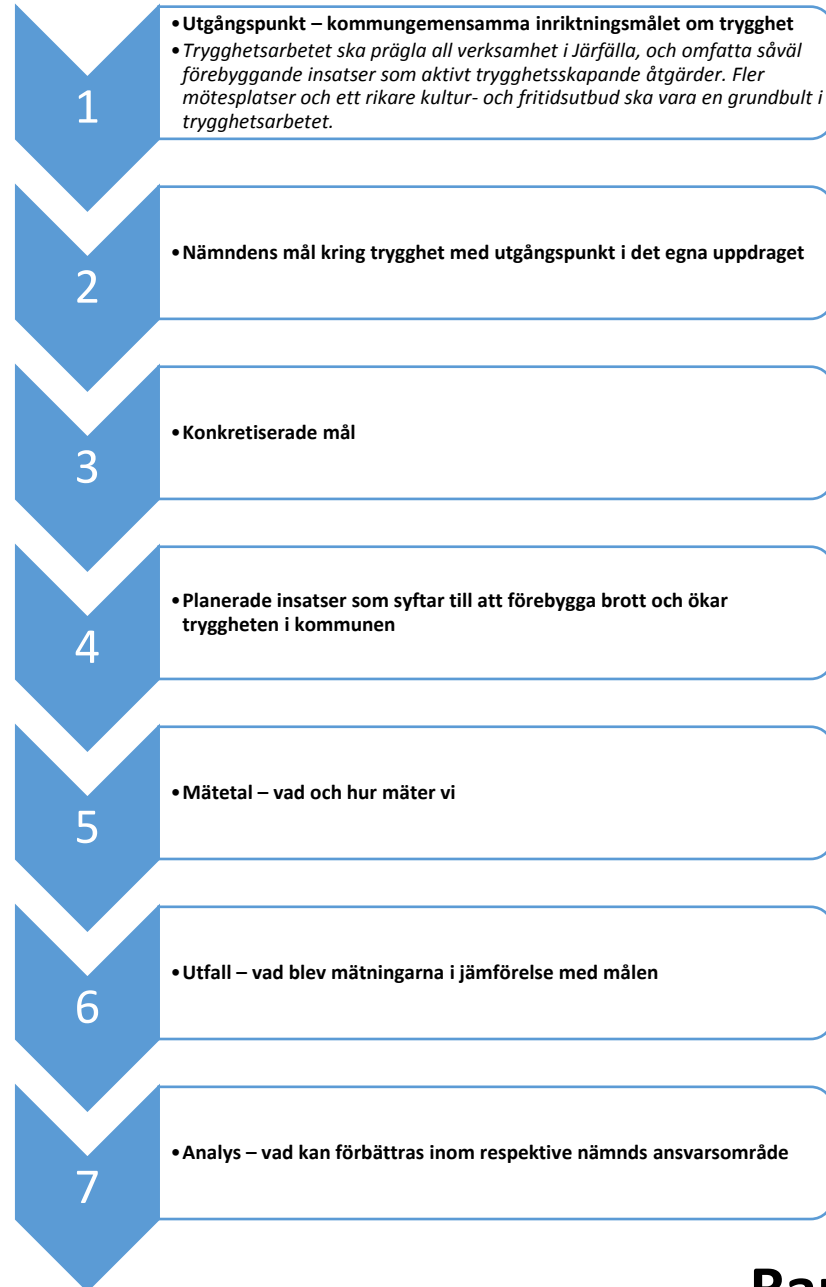 1
•Utgångspunkt – kommungemensamma inriktningsmålet om trygghet
•Trygghetsarbetet ska prägla all verksamhet i Järfälla, och omfatta såväl
förebyggande insatser som aktivt trygghetsskapande åtgärder. Fler
mötesplatser och ett rikare kultur- och fritidsutbud ska vara en grundbult i
trygghetsarbetet.
2
•Nämndens mål kring trygghet med utgångspunkt i det egna uppdraget
3
•Konkretiserade mål
4
•Planerade insatser som syftar till att förebygga brott och ökar
tryggheten i kommunen
5
•Mätetal – vad och hur mäter vi
6
•Utfall – vad blev mätningarna i jämförelse med målen
7
•Analys – vad kan förbättras inom respektive nämnds ansvarsområde